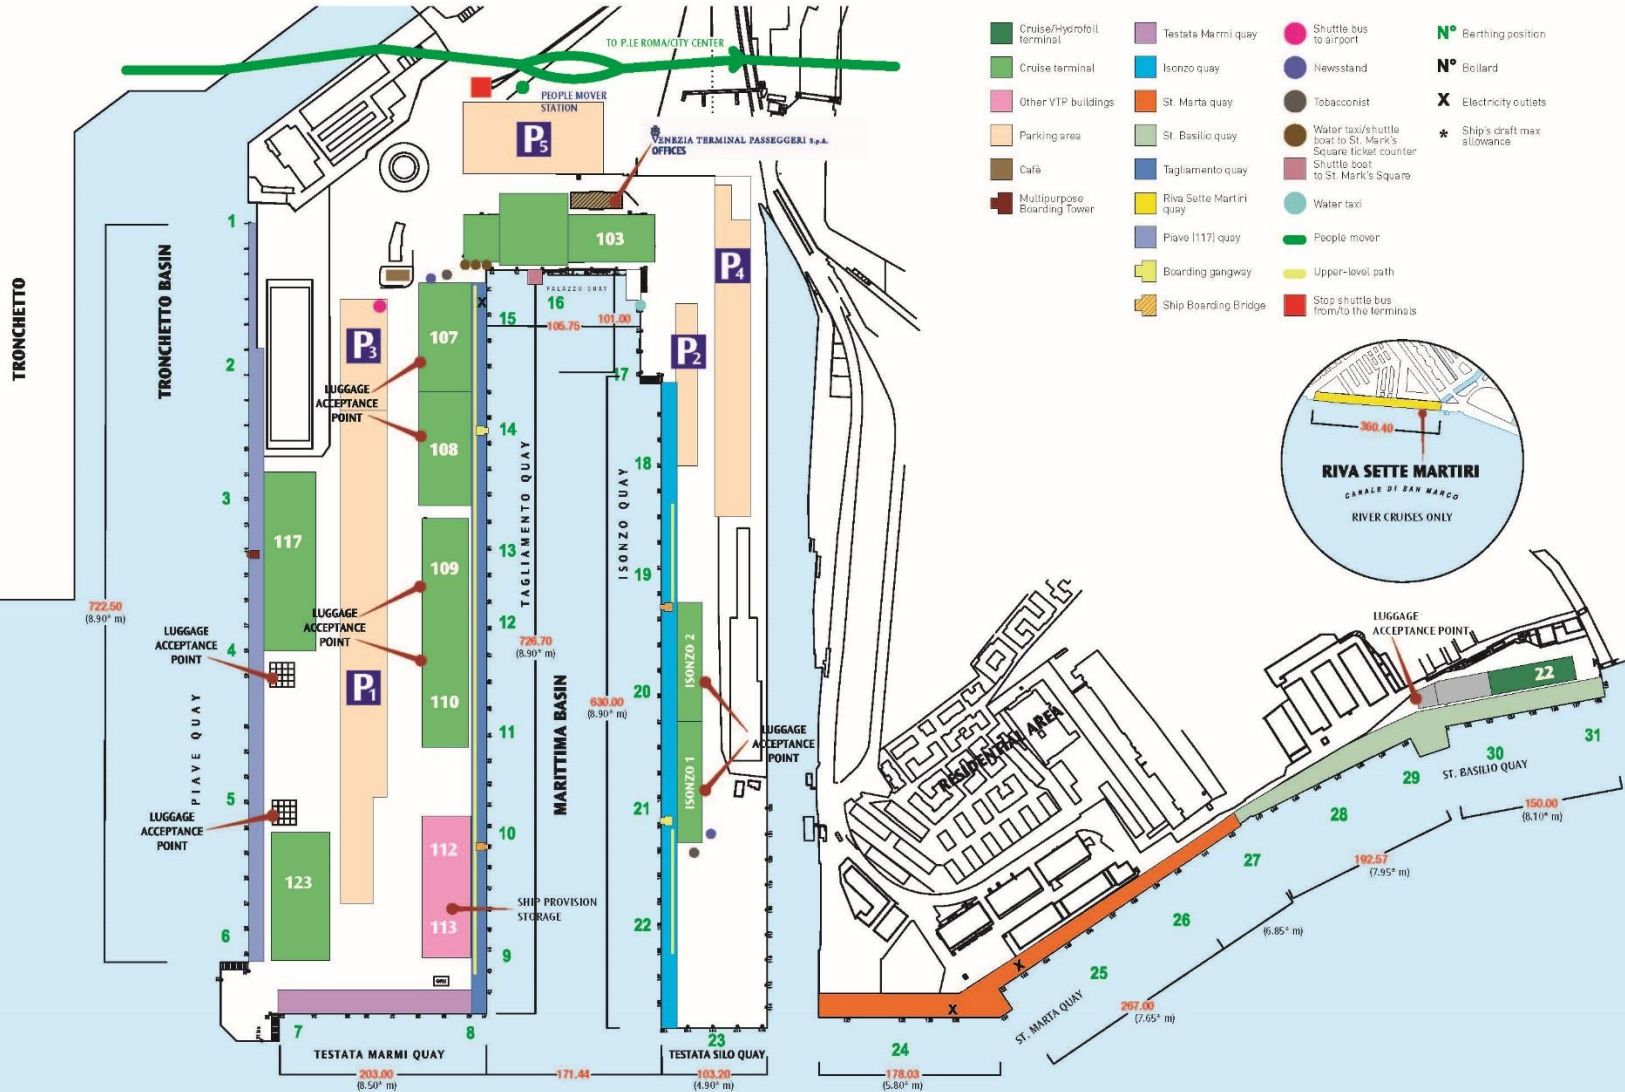 TO P.LE ROMA/CITY CENTER
PEOPLE MOVER
STATION
P5
VENEZIA TERMINAL PASSEGGERI S.p.A.
OFFICES
Cruise/Hydrofoil
terminal
Cruise terminal
Other VTP buildings
Parking area
Cafè
Multipurpose
Boarding Tower
Testata Marmi quay
Isonzo quay
St. Marta quay
St. Basilio quay
Tagliamento quay
Riva Sette Martiri
quay
Piave (117) quay
Boarding gangway
Ship Boarding Bridge
Shuttle bus
to airport
Newsstand
Tobacconist
Water taxi/shuttle
boat to St. Mark's
Square ticket counter
Shuttle boat
to St. Mark's Square
Water taxi
People mover
Upper-level path
Stop shuttle bus
from/to the terminals
N° Berthing position
N° Bollard
X Electricity outlets
* Ship's draft max
allowance
TRONCHETTO
TRONCHETTO BASIN
1
2
3
4
5
6
722.50
(8.90* m)
PIAVE QUAY
117
123
LUGGAGE
ACCEPTANCE
POINT
LUGGAGE
ACCEPTANCE
POINT
P3
P1
LUGGAGE
ACCEPTANCE
POINT
LUGGAGE
ACCEPTANCE
POINT
103
107
108
109
110
112
113
SHIP PROVISION
STORAGE
X
PALAZZO QUAY
16
15
105.75
101.00
17
14
13
12
11
10
9
TAGLIAMENTO QUAY
726.70
(8.90* m)
MARITTIMA BASIN
ISONZO QUAY
630.00
(8.90* m)
18
19
20
21
22
P4
P2
ISONZO 2
ISONZO 1
LUGGAGE
ACCEPTANCE
POINT
7
8
TESTATA MARMI QUAY
203.00
(8.50* m)
171.44
23
TESTATA SILO QUAY
103.20
(4.90* m)
RESIDENTIAL AREA
X
X
24
178.03
(5.80* m)
25
ST. MARTA QUAY
267.00
(7.65* m)
26
(6.85* m)
27
28
192.57
(7.95* m)
29
30
31
ST. BASILIO QUAY
150.00
(8.10* m)
22
LUGGAGE
ACCEPTANCE POINT
360.40
RIVA SETTE MARTIRI
CANALE DI SAN MARCO
RIVER CRUISES ONLY